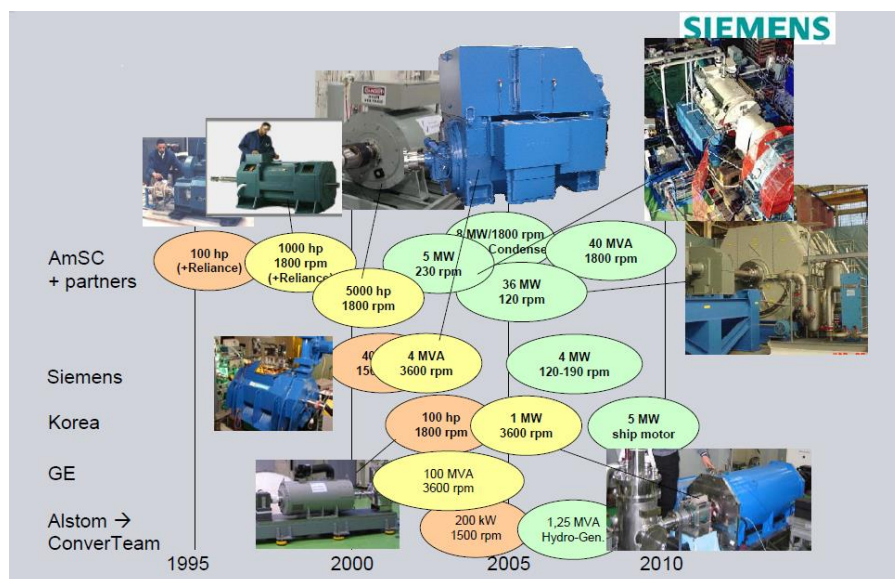 SIEMENS
AmSC
+ partners
100 hp
(+Reliance)
1000 hp
1800 rpm
(+Reliance)
5000 hp
1800 rpm
5 MW
230 rpm
8 MW/1800 rpm
Condense
36 MW
120 rpm
40 MVA
1800 rpm
Siemens
4 MVA
3600 rpm
4 MW
120-190 rpm
Korea
100 hp
1800 rpm
1 MW
3600 rpm
5 MW
ship motor
GE
100 MVA
3600 rpm
Alstom →
ConverTeam
200 kW
1500 rpm
1,25 MVA
Hydro-Gen.
1995
2000
2005
2010